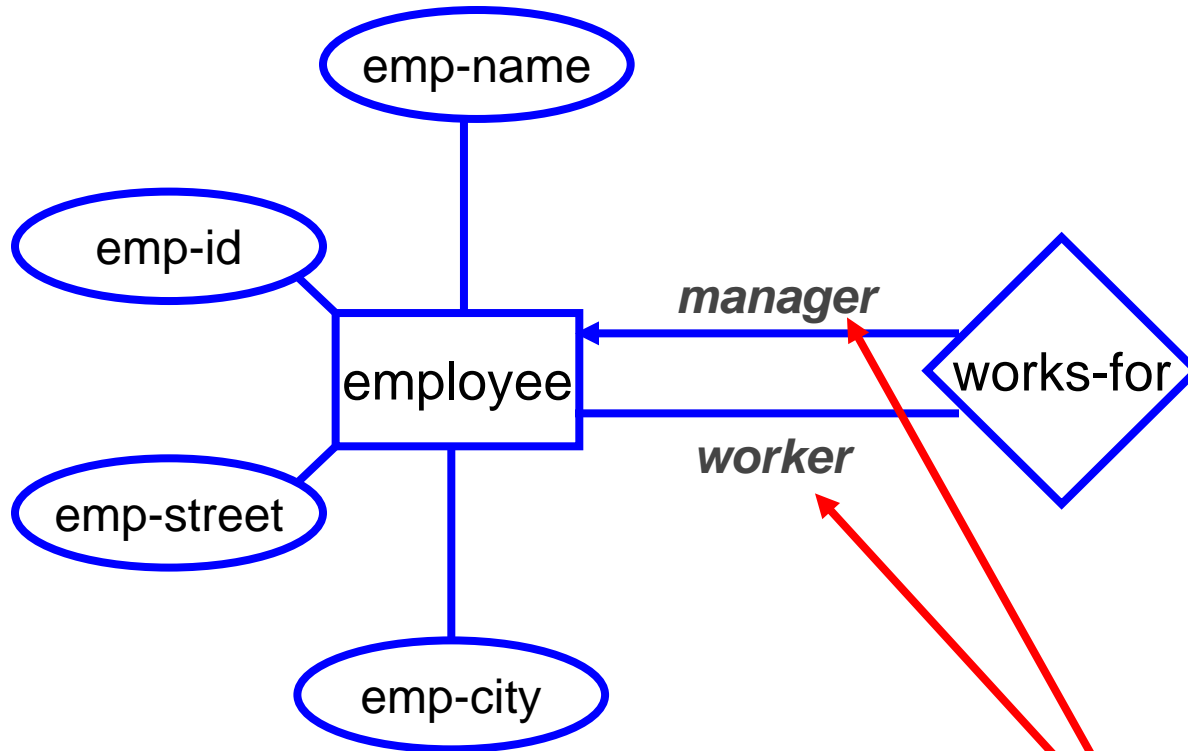 emp-name
emp-id
manager
employee
works-for
worker
emp-street
emp-city